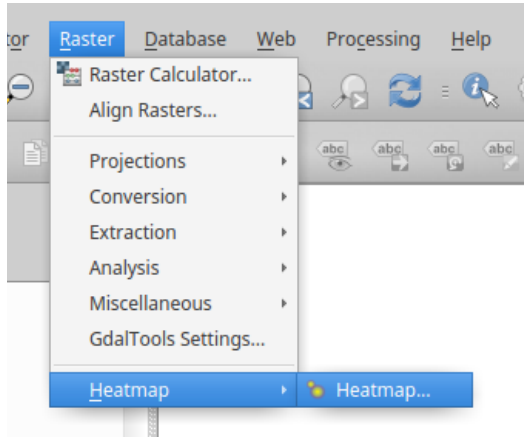 tor Raster Database Web Processing Help
Raster Calculator...
Align Rasters...
abc abc abc abc
Projections
Conversion
Extraction
Analysis
Miscellaneous
GdalTools Settings...
Heatmap Heatmap...